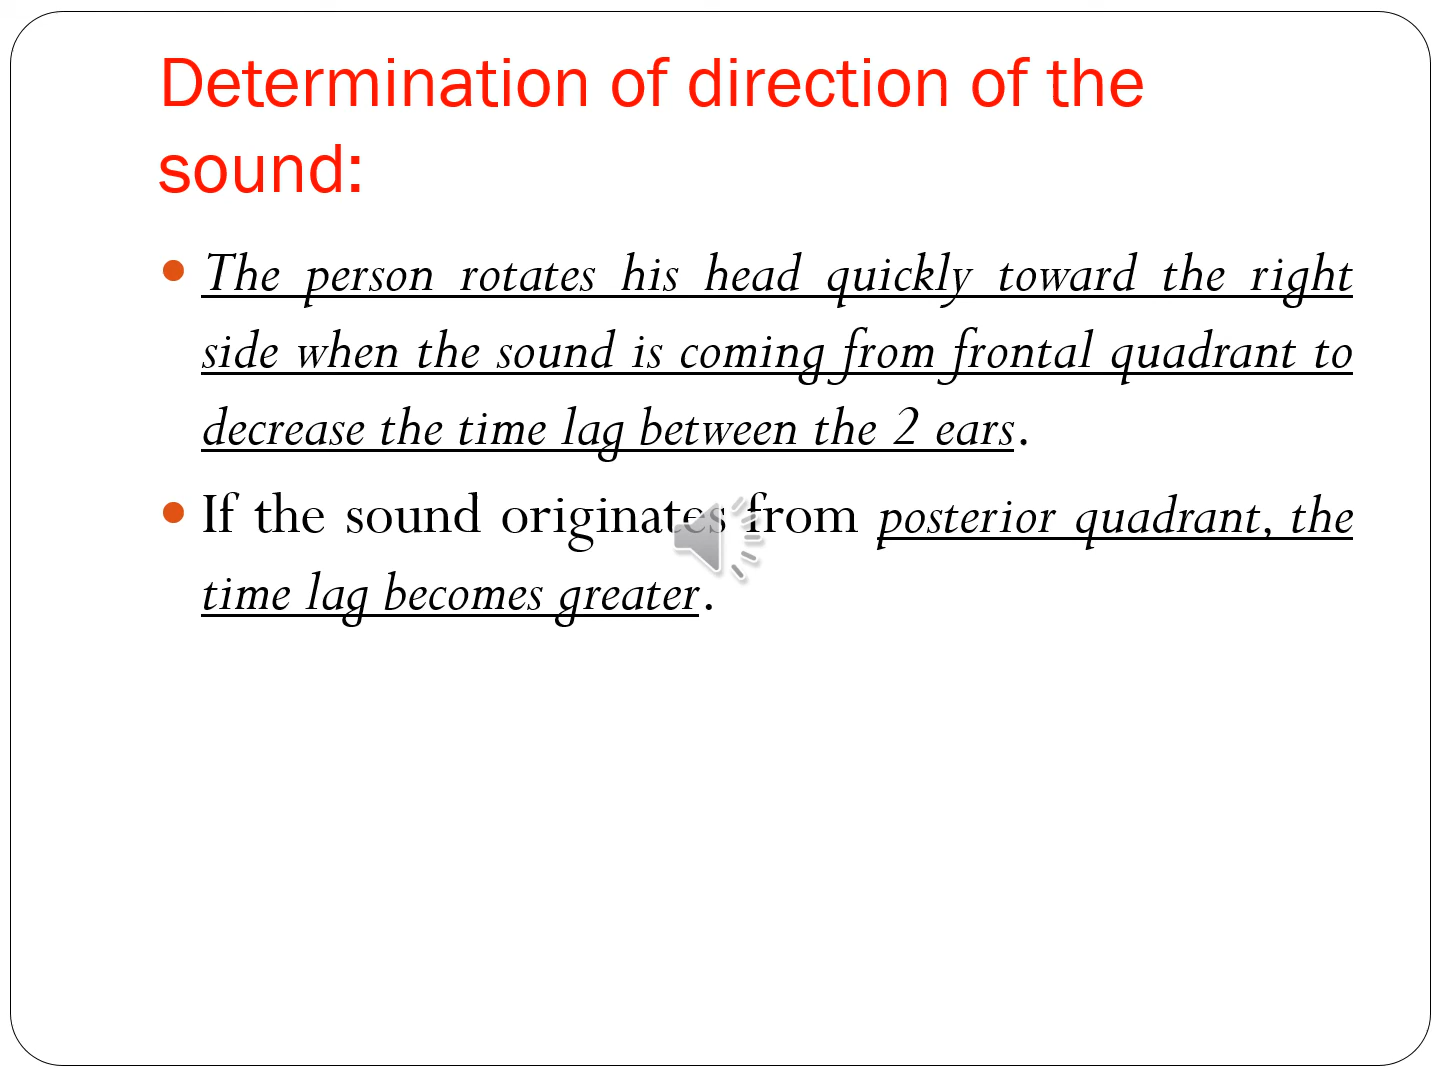 Determination of direction of the
sound:
• The person rotates his head quickly toward the right
side when the sound is coming from frontal quadrant to
decrease the time lag between the 2 ears.
• If the sound originates from posterior quadrant, the
time lag becomes greater.